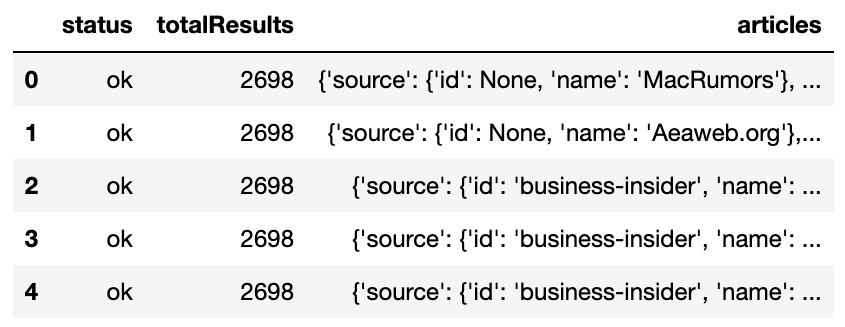 status totalResults articles
0 ok 2698 {'source': {'id': None, 'name': 'MacRumors'}, ...
1 ok 2698 {'source': {'id': None, 'name': 'Aeaweb.org'},...
2 ok 2698 {'source': {'id': 'business-insider', 'name': ...
3 ok 2698 {'source': {'id': 'business-insider', 'name': ...
4 ok 2698 {'source': {'id': 'business-insider', 'name': ...